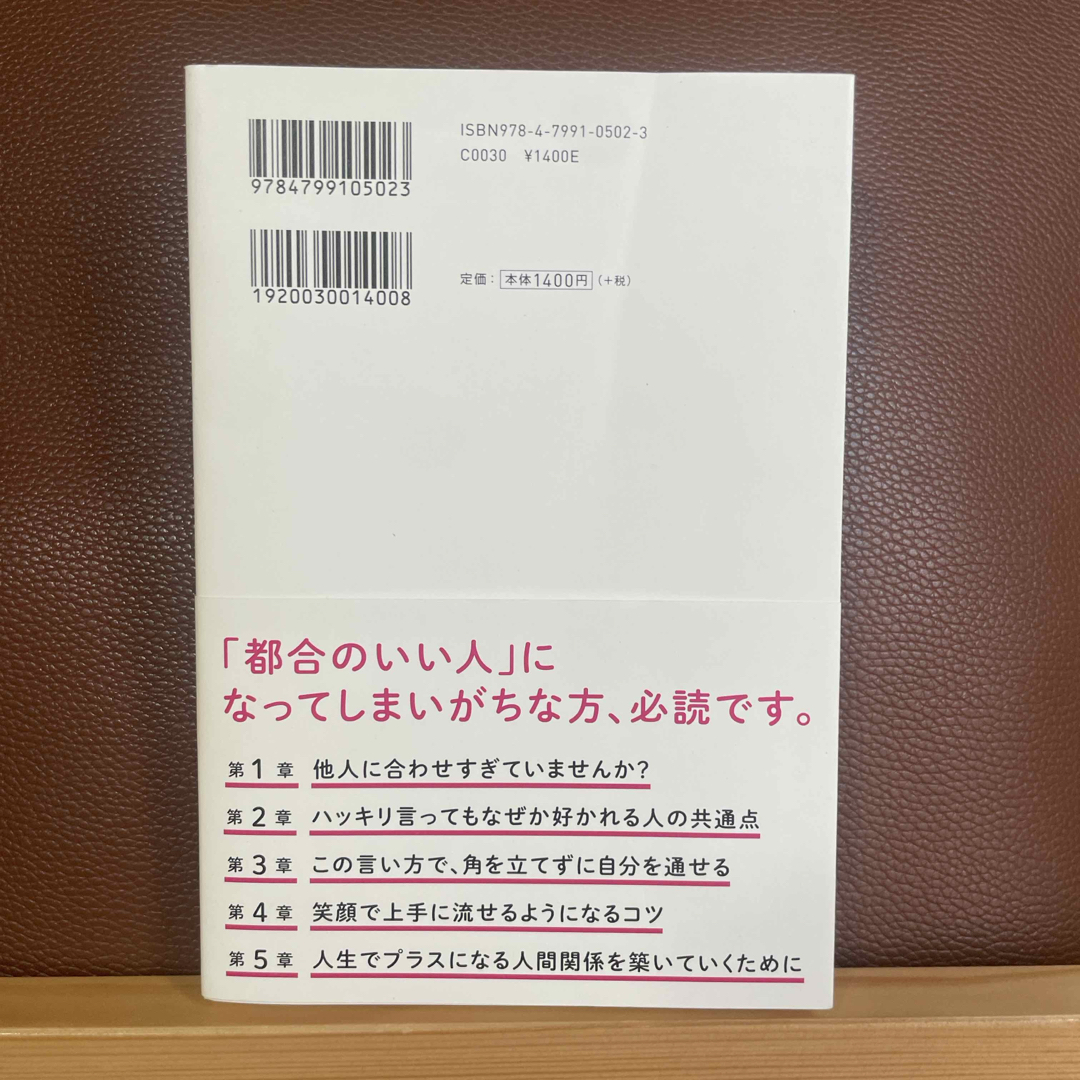 ISBN978-4-7991-0502-3
C0030 ¥1400E
9784799105023
1920030014008
定価：本体1400円（+税）
「都合のいい人」に
なってしまいがちな方、必読です。
第1章 他人に合わせすぎていませんか？
第2章 ハッキリ言ってもなぜか好かれる人の共通点
第3章 この言い方で、角を立てずに自分を通せる
第4章 笑顔で上手に流せるようになるコツ
第5章 人生でプラスになる人間関係を築いていくために